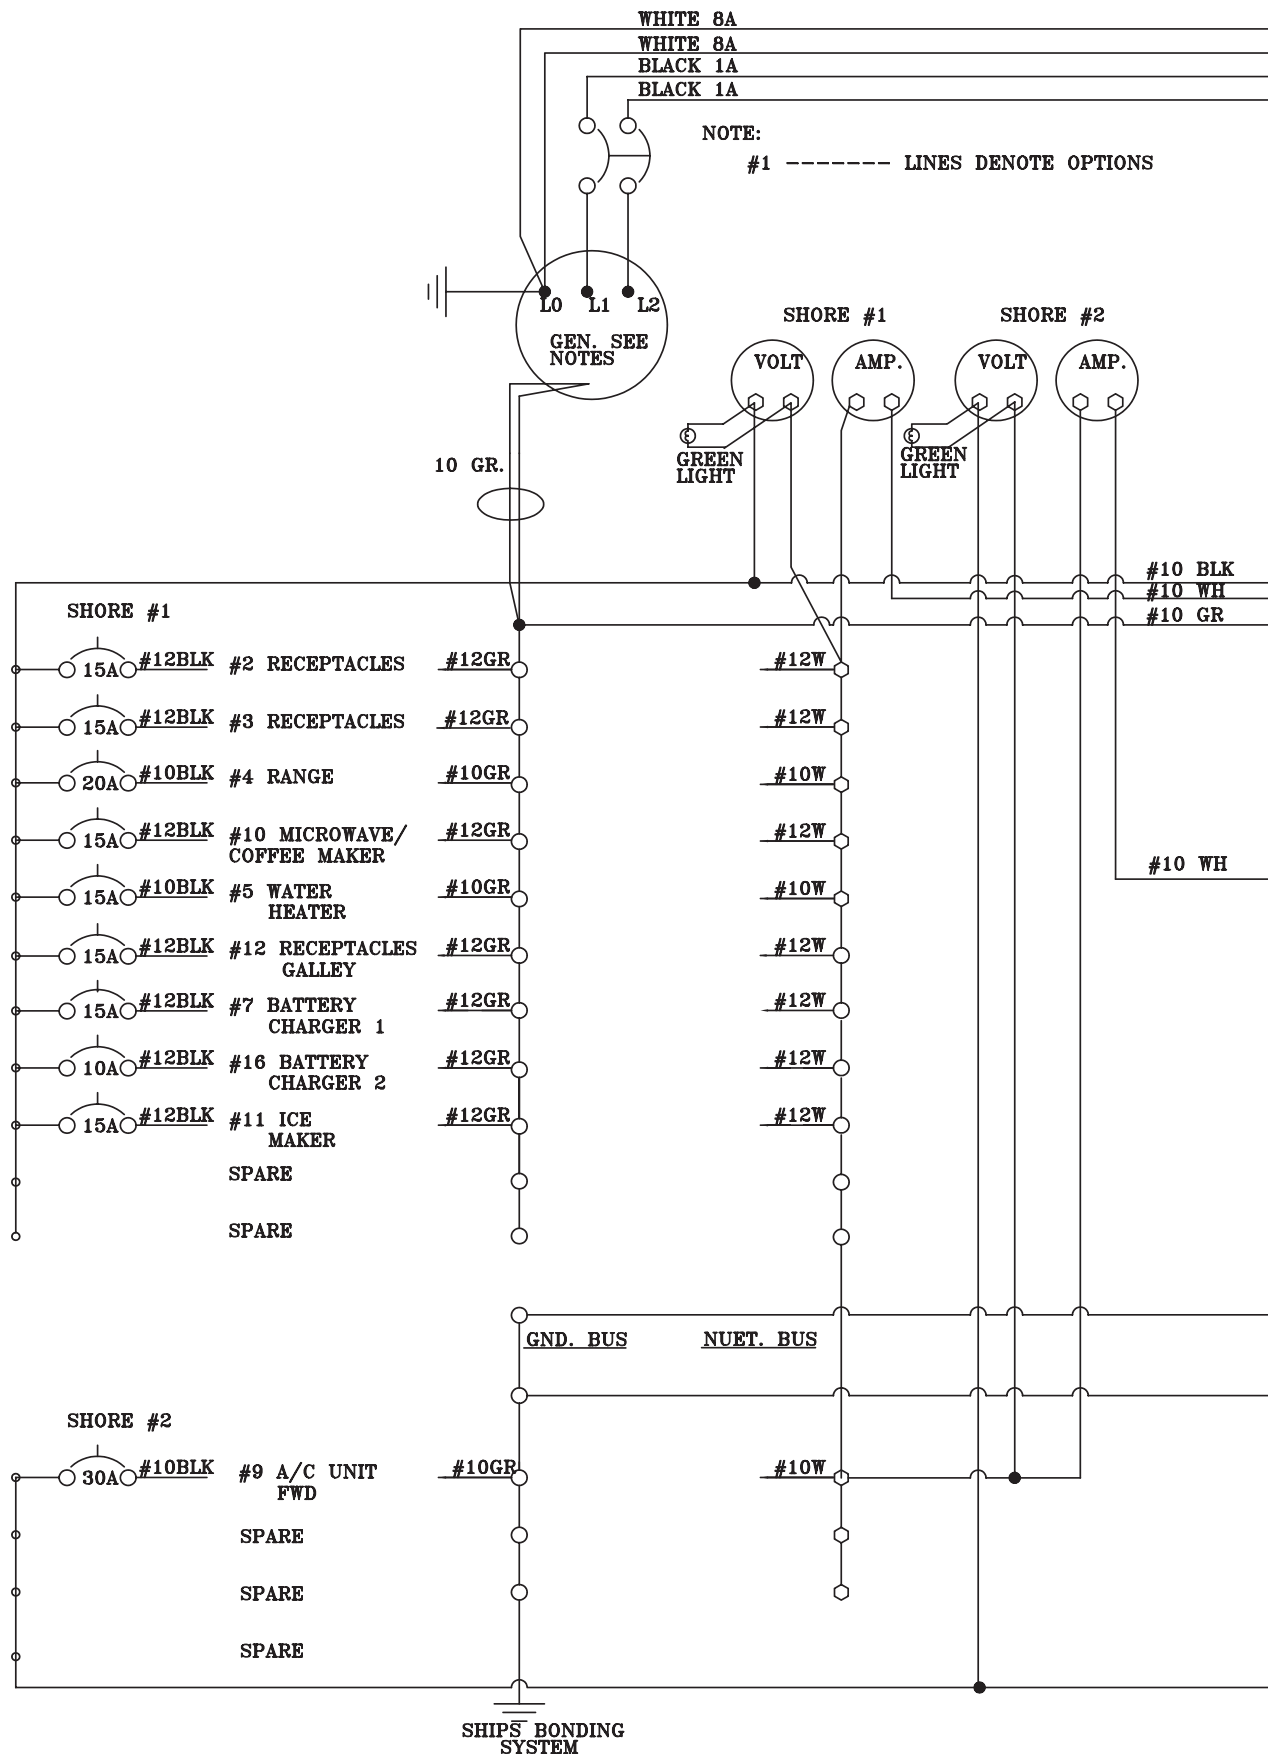 WHITE 8A
WHITE 8A
BLACK 1A
BLACK 1A
NOTE:
#1 ------- LINES DENOTE OPTIONS
L0 L1 L2
GEN. SEE
NOTES
SHORE #1
SHORE #2
VOLT
AMP.
VOLT
AMP.
GREEN
LIGHT
GREEN
LIGHT
10 GR.
#10 BLK
#10 WH
#10 GR
SHORE #1
15A #12BLK #2 RECEPTACLES #12GR #12W
15A #12BLK #3 RECEPTACLES #12GR #12W
20A #10BLK #4 RANGE #10GR #10W
15A #12BLK #10 MICROWAVE/ #12GR #12W
COFFEE MAKER
#10 WH
15A #10BLK #5 WATER #10GR #10W
HEATER
15A #12BLK #12 RECEPTACLES #12GR #12W
GALLEY
15A #12BLK #7 BATTERY #12GR #12W
CHARGER 1
10A #12BLK #16 BATTERY #12GR #12W
CHARGER 2
15A #12BLK #11 ICE #12GR #12W
MAKER
SPARE
SPARE
GND. BUS NUET. BUS
SHORE #2
30A #10BLK #9 A/C UNIT #10GR #10W
FWD
SPARE
SPARE
SPARE
SHIPS BONDING
SYSTEM